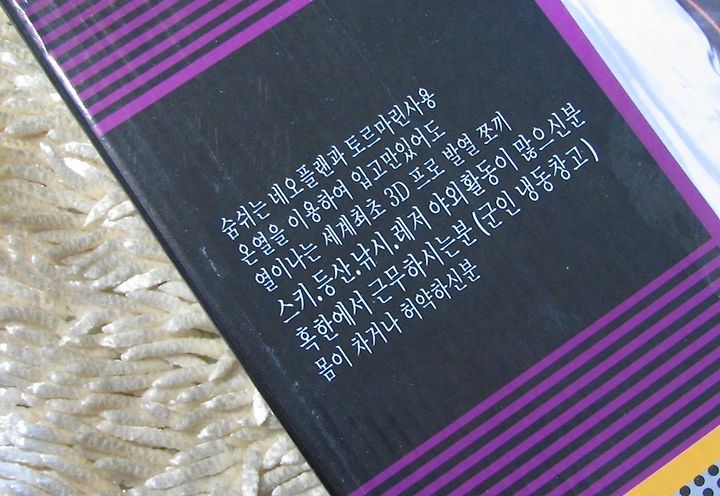 숨쉬는 네오플랜과 토르마린사용
온열을 이용하여 입고만있어도
열이나는 세계최초 3D 프로 발열 쪼끼
스키.등산.낚시.레저 야외활동이 많으신분
혹한에서 근무하시는분(군인 냉동창고)
몸이 차거나 허약하신분